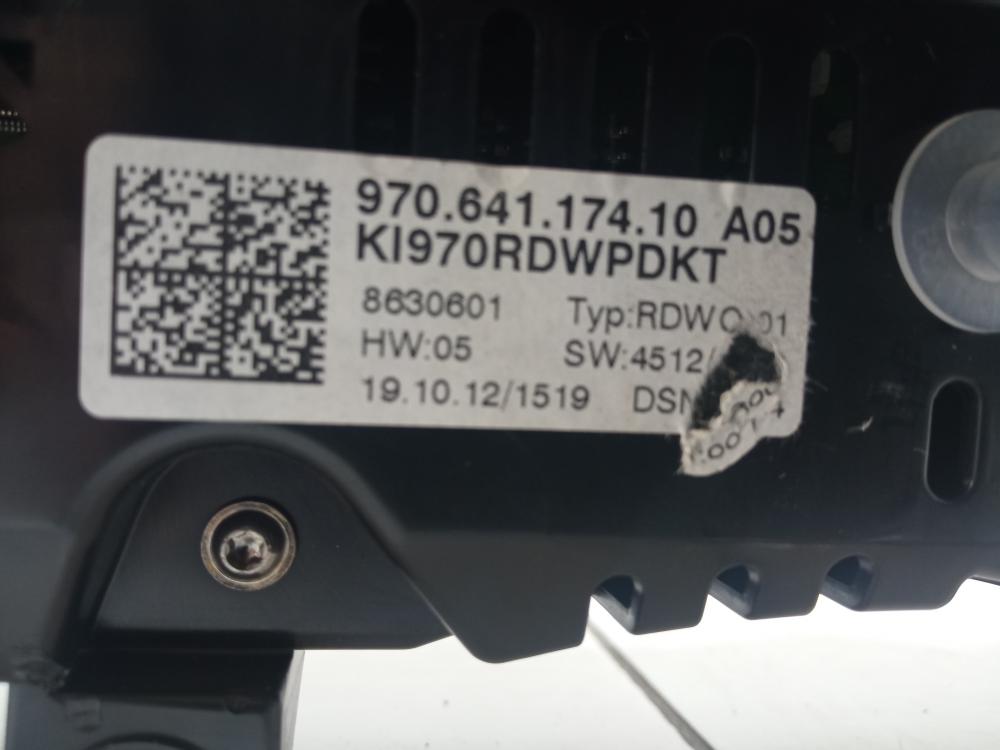 970.641.174.10 A05
KI970RDWPDKT
8630601 Typ:RDW
HW:05 SW:4512/
19.10.12/1519 DSN